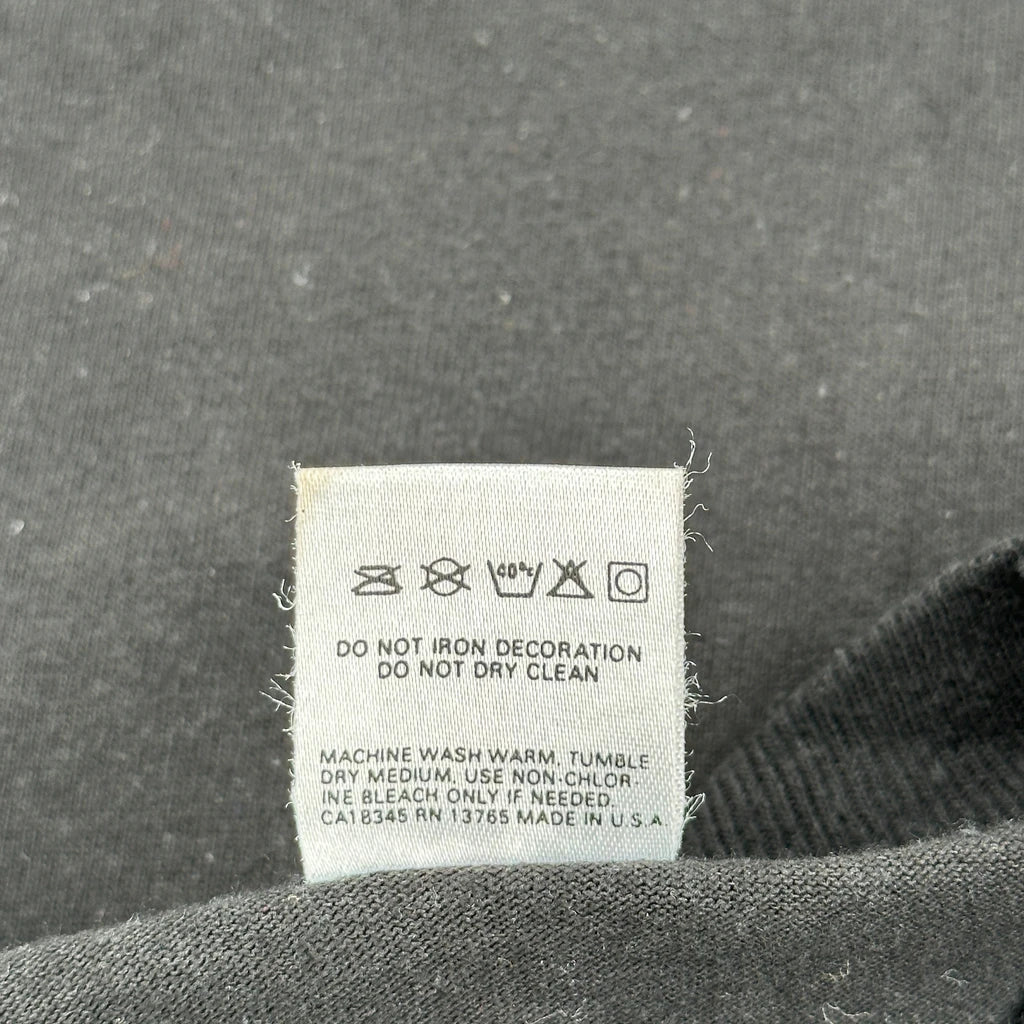 40°c
DO NOT IRON DECORATION
DO NOT DRY CLEAN
MACHINE WASH WARM. TUMBLE
DRY MEDIUM. USE NON-CHLOR-
INE BLEACH ONLY IF NEEDED.
CA18345 RN 13765 MADE IN U.S.A.